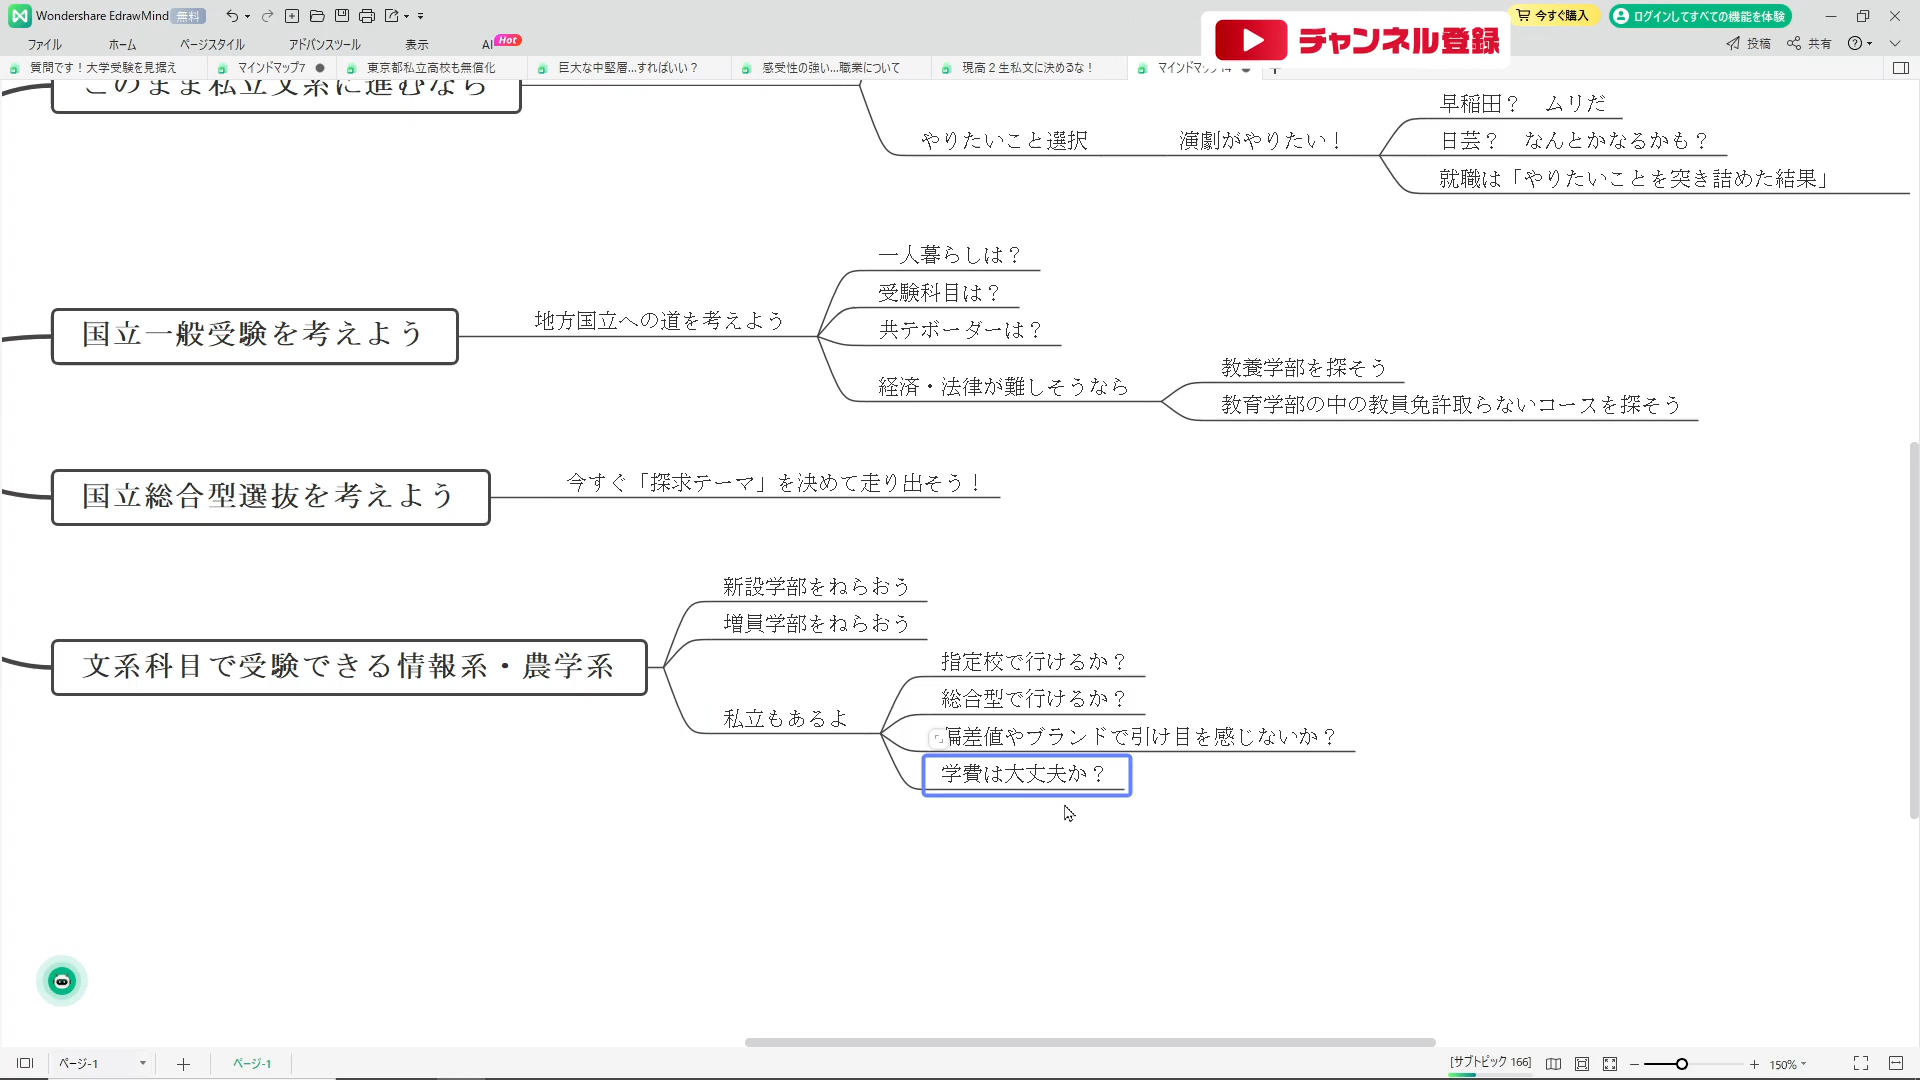 Wondershare EdrawMind 無料
今すぐ購入
ログインしてすべての機能を体験
チャンネル登録
ファイル ホーム ページスタイル アドバンスツール 表示 AI Hot
投稿 共有
質問です！大学受験を見据え
マインドマップ7
東京都私立高校も無償化
巨大な中堅層...すればいい？
感受性の強い...職業について
現高２生私文に決めるな！
このまま私立文系に進むなら
やりたいこと選択
演劇がやりたい！
早稲田？　ムリだ
日芸？　なんとかなるかも？
就職は「やりたいことを突き詰めた結果」
国立一般受験を考えよう
地方国立への道を考えよう
一人暮らしは？
受験科目は？
共テボーダーは？
経済・法律が難しそうなら
教養学部を探そう
教育学部の中の教員免許取らないコースを探そう
国立総合型選抜を考えよう
今すぐ「探求テーマ」を決めて走り出そう！
文系科目で受験できる情報系・農学系
新設学部をねらおう
増員学部をねらおう
私立もあるよ
指定校で行けるか？
総合型で行けるか？
偏差値やブランドで引け目を感じないか？
学費は大丈夫か？
ページ-1
ページ-1
[サブトピック 166]
150%